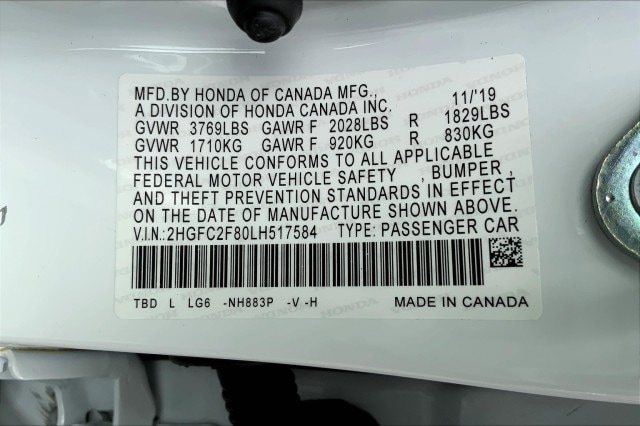 MFD.BY HONDA OF CANADA MFG., 11/'19
A DIVISION OF HONDA CANADA INC.
GVWR 3769LBS GAWR F 2028LBS R 1829LBS
GVWR 1710KG GAWR F 920KG R 830KG
THIS VEHICLE CONFORMS TO ALL APPLICABLE
FEDERAL MOTOR VEHICLE SAFETY , BUMPER ,
AND THEFT PREVENTION STANDARDS IN EFFECT
ON THE DATE OF MANUFACTURE SHOWN ABOVE.
V.I.N.:2HGFC2F80LH517584 TYPE: PASSENGER CAR
TBD L LG6 -NH883P -V -H MADE IN CANADA